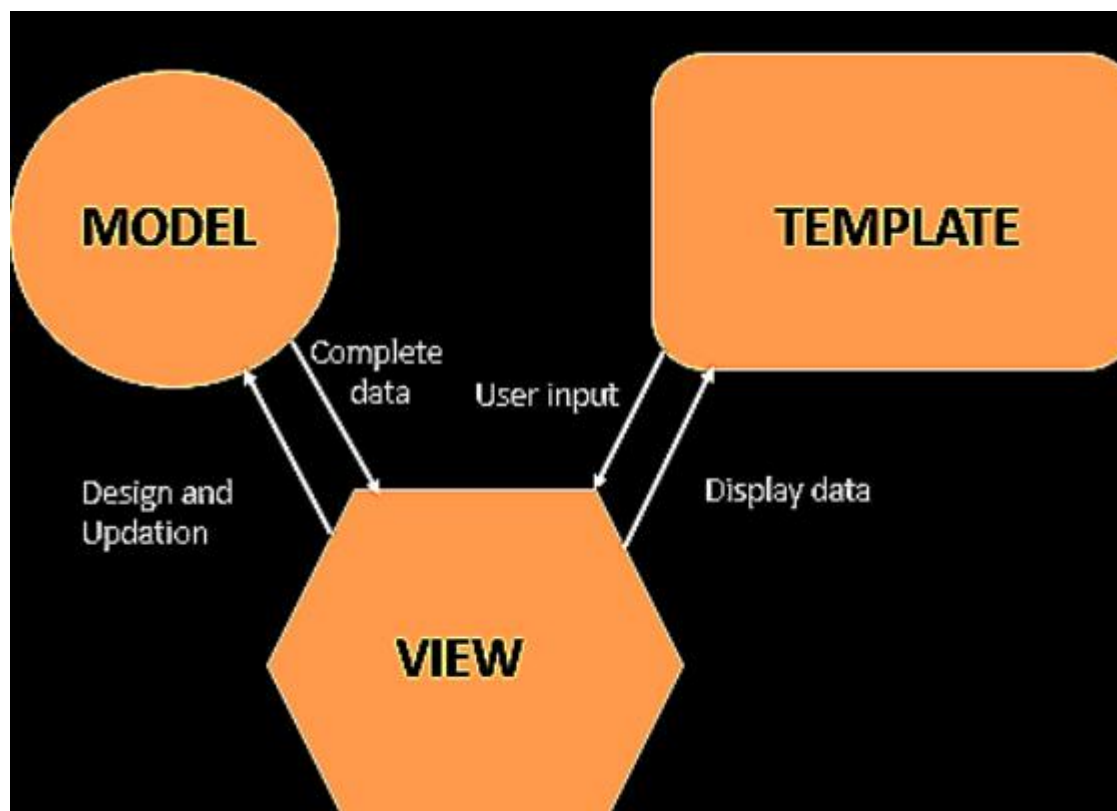 MODEL
TEMPLATE
Complete
data
User input
Design and
Updation
Display data
VIEW